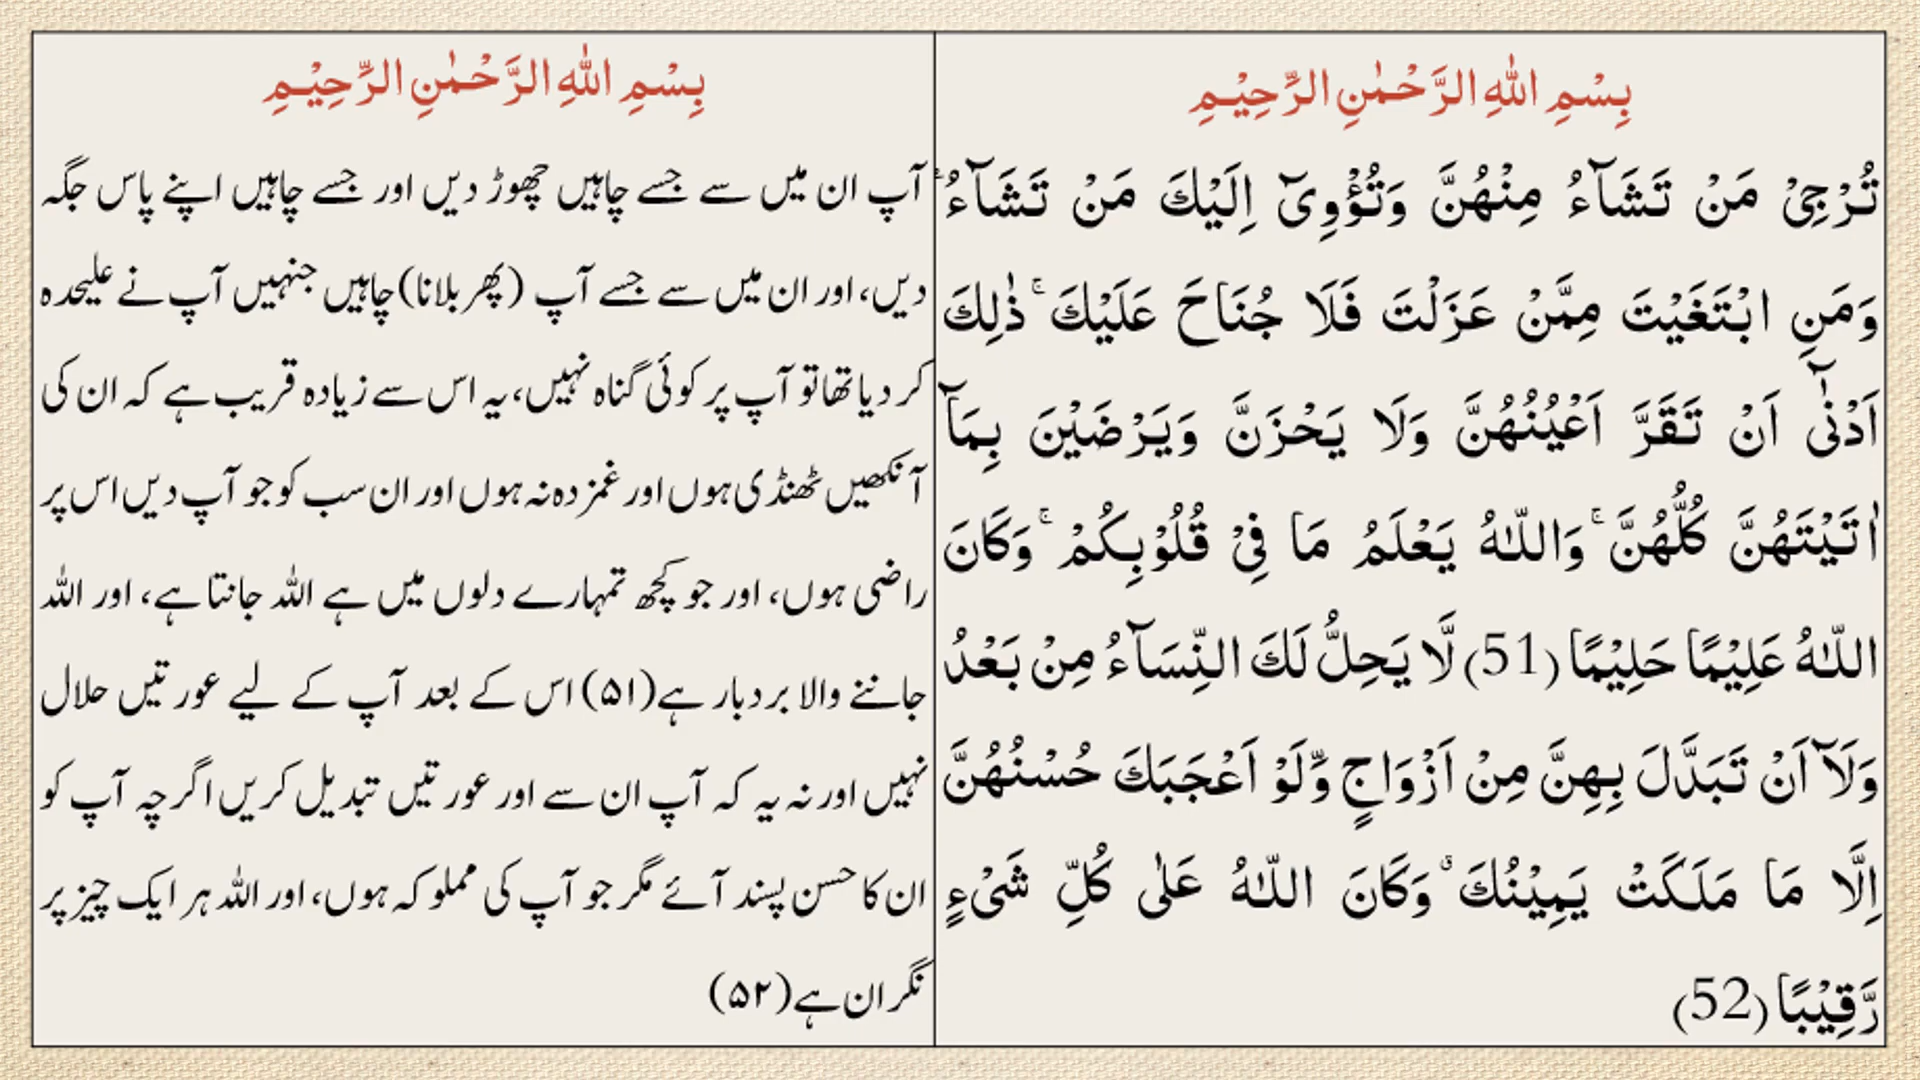 بِسْمِ اللهِ الرَّحْمٰنِ الرَّحِيْمِ
تُرْجِیْ مَنْ تَشَآءُ مِنْهُنَّ وَتُؤْوِیْۤ اِلَيْكَ مَنْ تَشَآءُ ۚ
وَمَنِ ابْتَغَيْتَ مِمَّنْ عَزَلْتَ فَلَا جُنَاحَ عَلَيْكَ ۚ ذٰلِكَ
اَدْنٰۤى اَنْ تَقَرَّ اَعْيُنُهُنَّ وَلَا يَحْزَنَّ وَيَرْضَيْنَ بِمَاۤ
اٰتَيْتَهُنَّ كُلُّهُنَّ ۚ وَاللّٰهُ يَعْلَمُ مَا فِیْ قُلُوْبِكُمْ ۚ وَكَانَ
اللّٰهُ عَلِيْمًا حَلِيْمًا (51) لَّا يَحِلُّ لَكَ النِّسَآءُ مِنْ بَعْدُ
وَلَاۤ اَنْ تَبَدَّلَ بِهِنَّ مِنْ اَزْوَاجٍ وَّلَوْ اَعْجَبَكَ حُسْنُهُنَّ
اِلَّا مَا مَلَكَتْ يَمِيْنُكَ ۗ وَكَانَ اللّٰهُ عَلٰى كُلِّ شَیْءٍ
رَّقِيْبًا (52)
بِسْمِ اللهِ الرَّحْمٰنِ الرَّحِيْمِ
آپ ان میں سے جسے چاہیں چھوڑ دیں اور جسے چاہیں اپنے پاس جگہ
دیں، اور ان میں سے جسے آپ (پھر بلانا) چاہیں جنہیں آپ نے علیحدہ
کر دیا تھا تو آپ پر کوئی گناہ نہیں، یہ اس سے زیادہ قریب ہے کہ ان کی
آنکھیں ٹھنڈی ہوں اور غمزدہ نہ ہوں اور ان سب کو جو آپ دیں اس پر
راضی ہوں، اور جو کچھ تمہارے دلوں میں ہے اللہ جانتا ہے، اور اللہ
جاننے والا بردبار ہے (۵۱) اس کے بعد آپ کے لیے عورتیں حلال
نہیں اور نہ یہ کہ آپ ان سے اور عورتیں تبدیل کریں اگرچہ آپ کو
ان کا حسن پسند آئے مگر جو آپ کی مملوکہ ہوں، اور اللہ ہر ایک چیز پر
نگران ہے (۵۲)